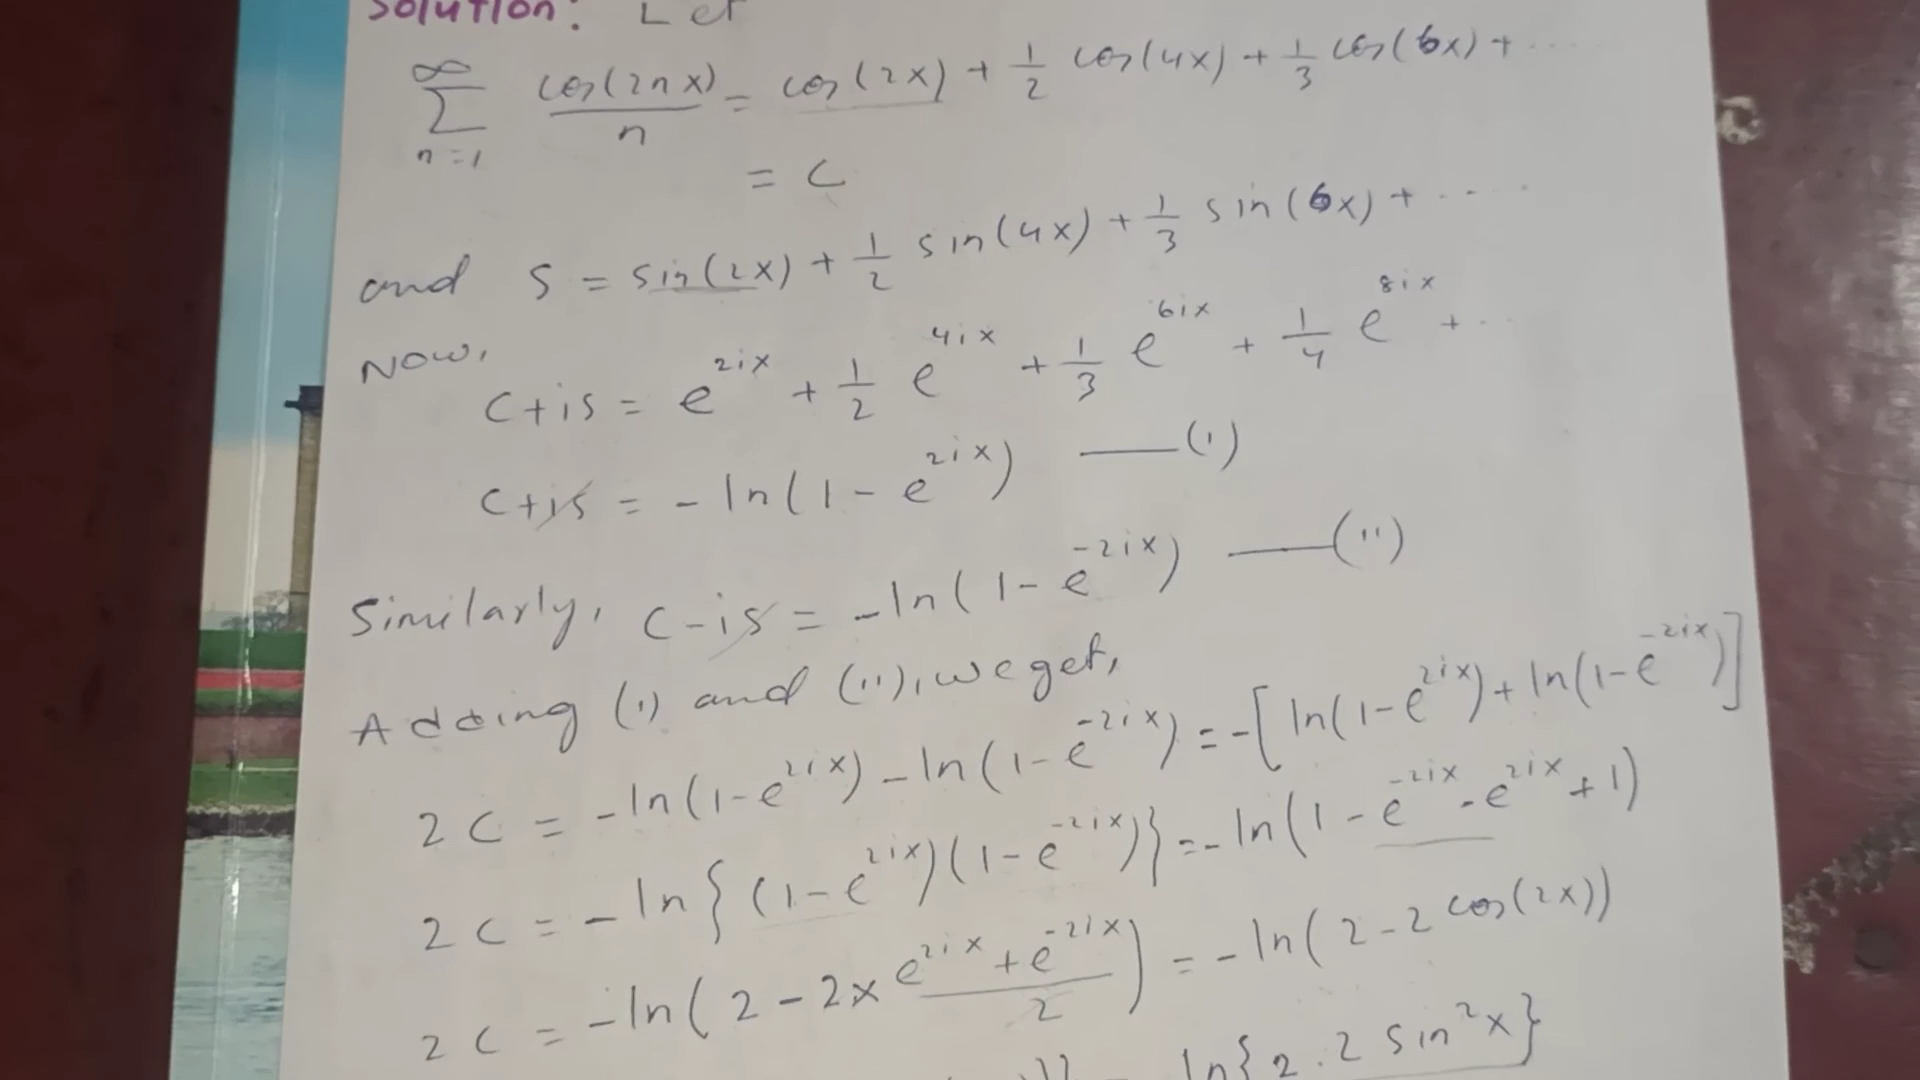 Solution: Let
∞ Σ n=1 cos(2nx)/n = cos(2x) + 1/2 cos(4x) + 1/3 cos(6x) + ....
= C
and S = sin(2x) + 1/2 sin(4x) + 1/3 sin(6x) + ....
Now,
C+is = e^{2ix} + 1/2 e^{4ix} + 1/3 e^{6ix} + 1/4 e^{8ix} + ...
C+is = -ln(1-e^{2ix}) —(i)
Similarly, C-is = -ln(1-e^{-2ix}) —(ii)
Adding (i) and (ii), we get,
2C = -ln(1-e^{2ix}) - ln(1-e^{-2ix}) = -[ln(1-e^{2ix}) + ln(1-e^{-2ix})]
2C = -ln{(1-e^{2ix})(1-e^{-2ix})} = -ln(1-e^{-2ix}-e^{2ix}+1)
2C = -ln(2-2x (e^{2ix}+e^{-2ix})/2) = -ln(2-2cos(2x))
ln{2.2sin²x}